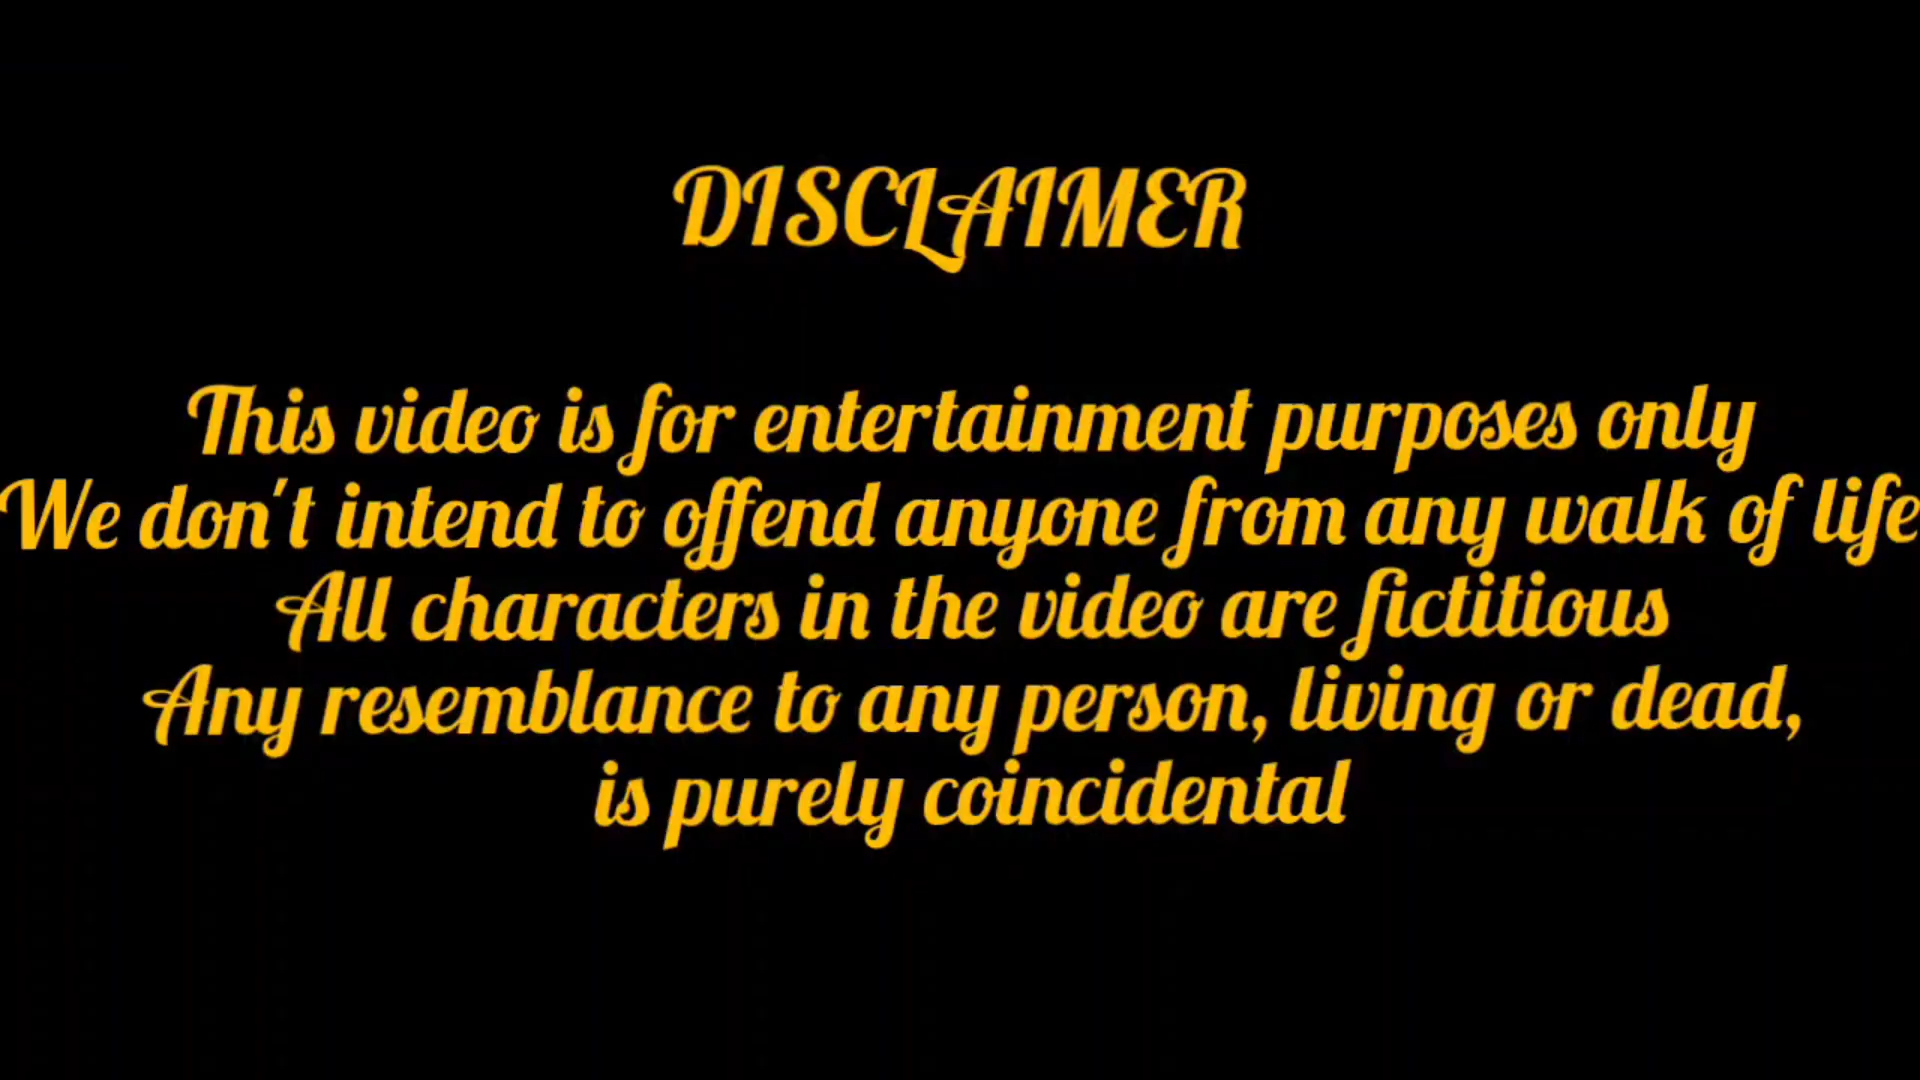 DISCLAIMER
This video is for entertainment purposes only
We don't intend to offend anyone from any walk of life
All characters in the video are fictitious
Any resemblance to any person, living or dead,
is purely coincidental